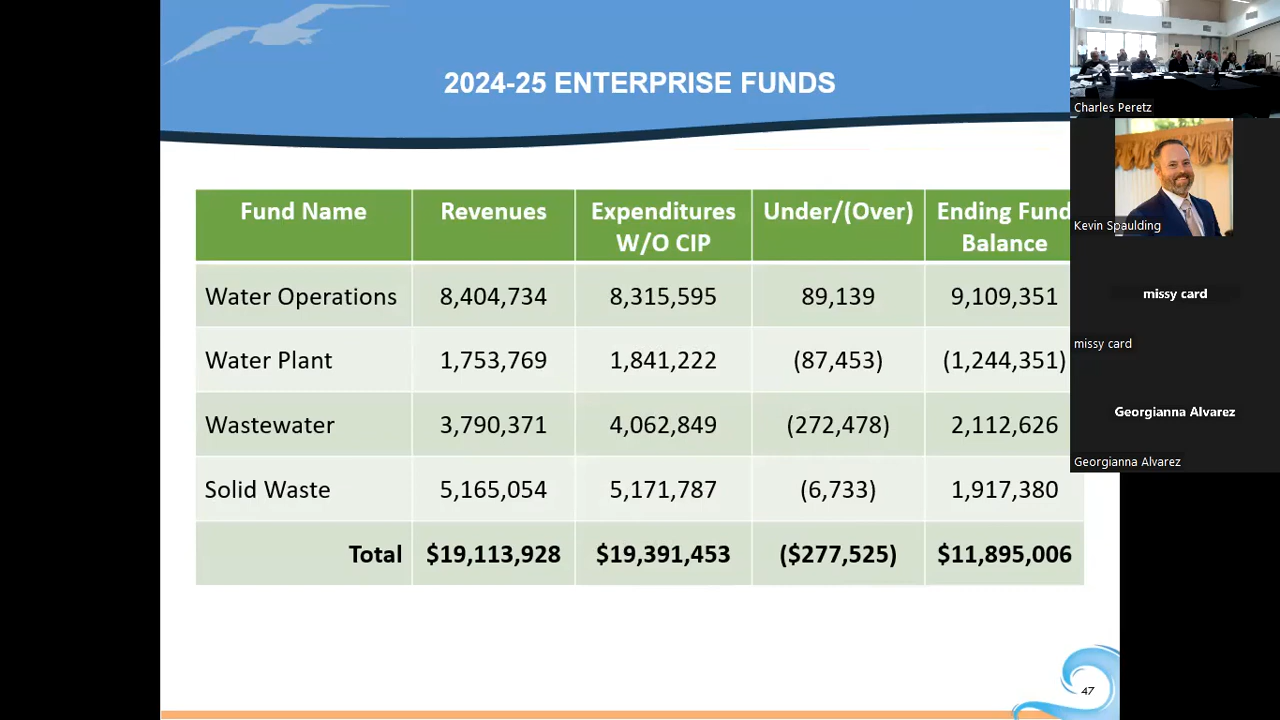 2024-25 ENTERPRISE FUNDS
Fund Name Revenues Expenditures W/O CIP Under/(Over) Ending Fund Balance
Water Operations 8,404,734 8,315,595 89,139 9,109,351
Water Plant 1,753,769 1,841,222 (87,453) (1,244,351)
Wastewater 3,790,371 4,062,849 (272,478) 2,112,626
Solid Waste 5,165,054 5,171,787 (6,733) 1,917,380
Total $19,113,928 $19,391,453 ($277,525) $11,895,006
47
Charles Peretz
Kevin Spaulding
missy card
missy card
Georgianna Alvarez
Georgianna Alvarez